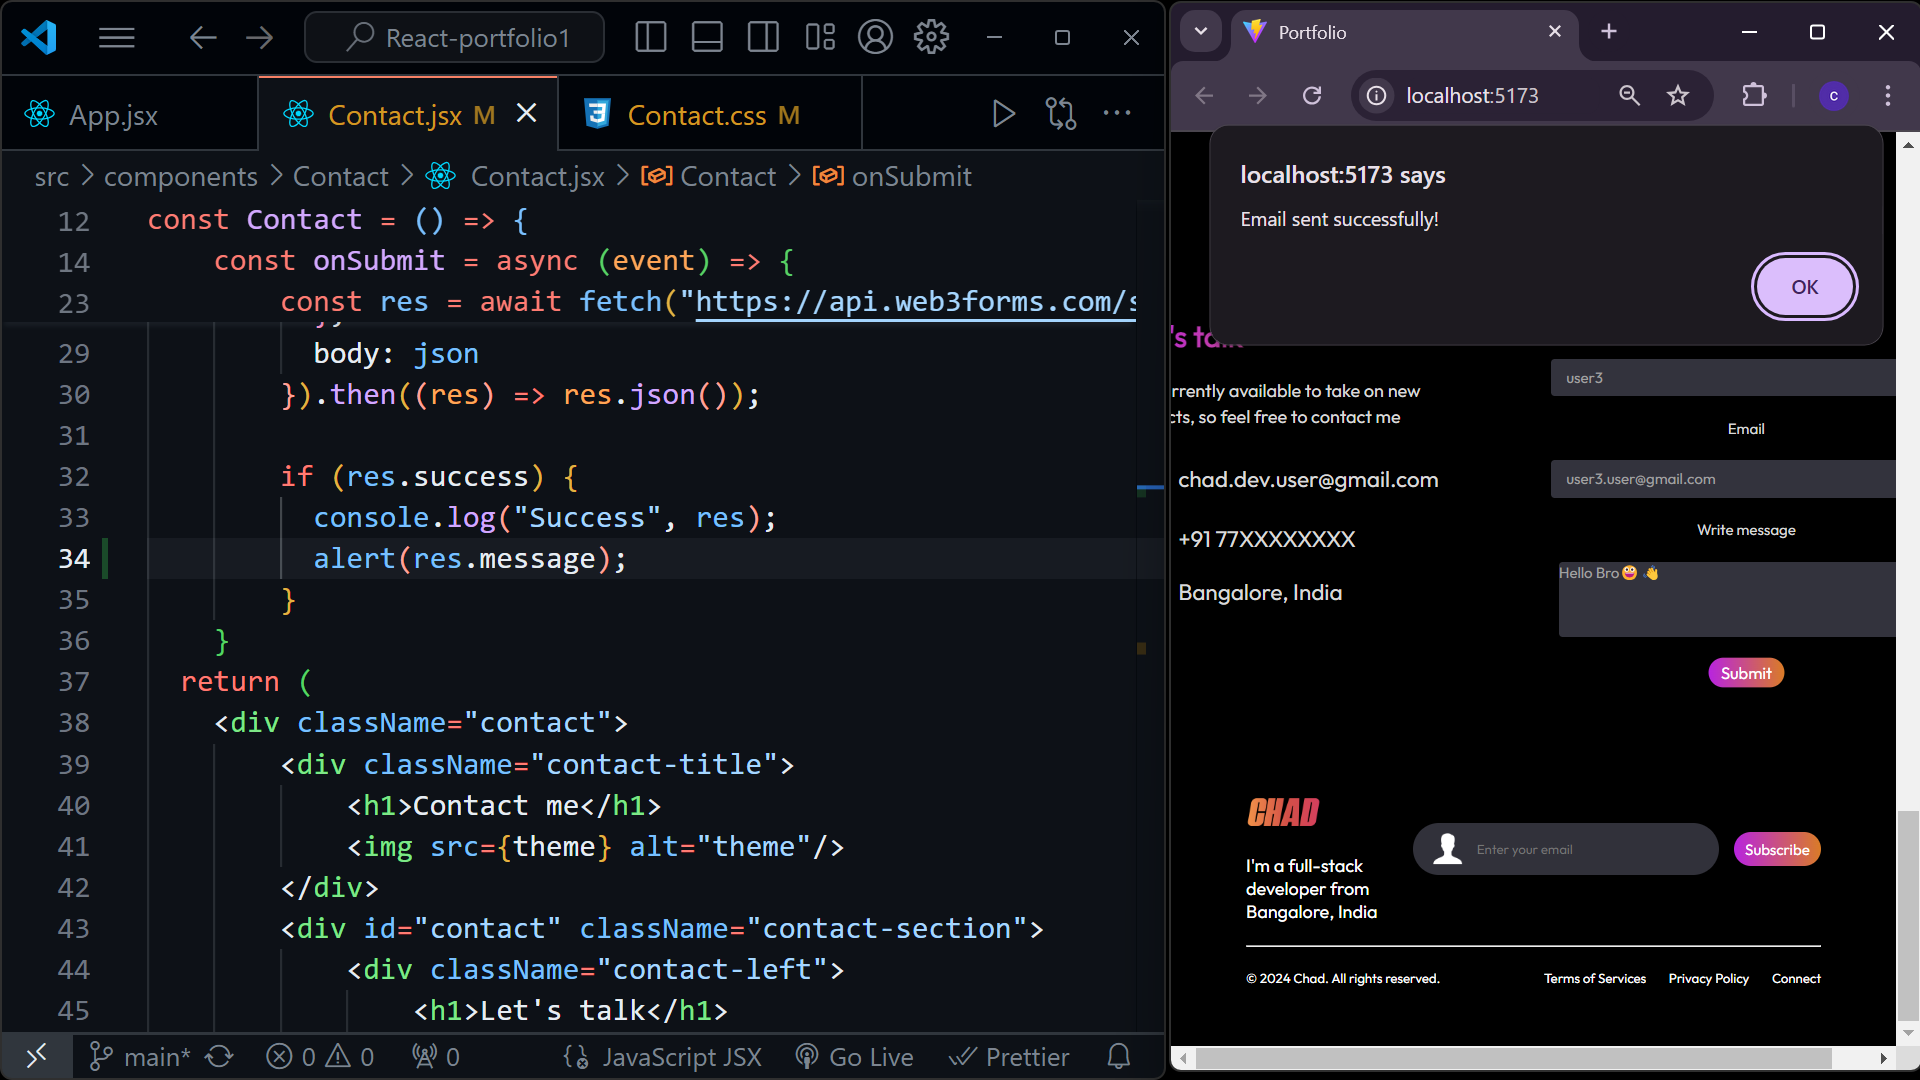 React-portfolio1
App.jsx
Contact.jsx M
Contact.css M
src > components > Contact > Contact.jsx > Contact > onSubmit
12 const Contact = () => {
14 const onSubmit = async (event) => {
23 const res = await fetch("https://api.web3forms.com/s
29 body: json
30 }).then((res) => res.json());
31
32 if (res.success) {
33 console.log("Success", res);
34 alert(res.message);
35 }
36 }
37 return (
38 <div className="contact">
39 <div className="contact-title">
40 <h1>Contact me</h1>
41 <img src={theme} alt="theme"/>
42 </div>
43 <div id="contact" className="contact-section">
44 <div className="contact-left">
45 <h1>Let's talk</h1>
main* 0 0 0 JavaScript JSX Go Live Prettier
Portfolio
localhost:5173
C
localhost:5173 says
Email sent successfully!
OK
's talk
rrently available to take on new
cts, so feel free to contact me
chad.dev.user@gmail.com
+91 77XXXXXXXX
Bangalore, India
user3
Email
user3.user@gmail.com
Write message
Hello Bro😀 👋
Submit
CHAD
I'm a full-stack
developer from
Bangalore, India
Enter your email
Subscribe
© 2024 Chad. All rights reserved.
Terms of Services
Privacy Policy
Connect